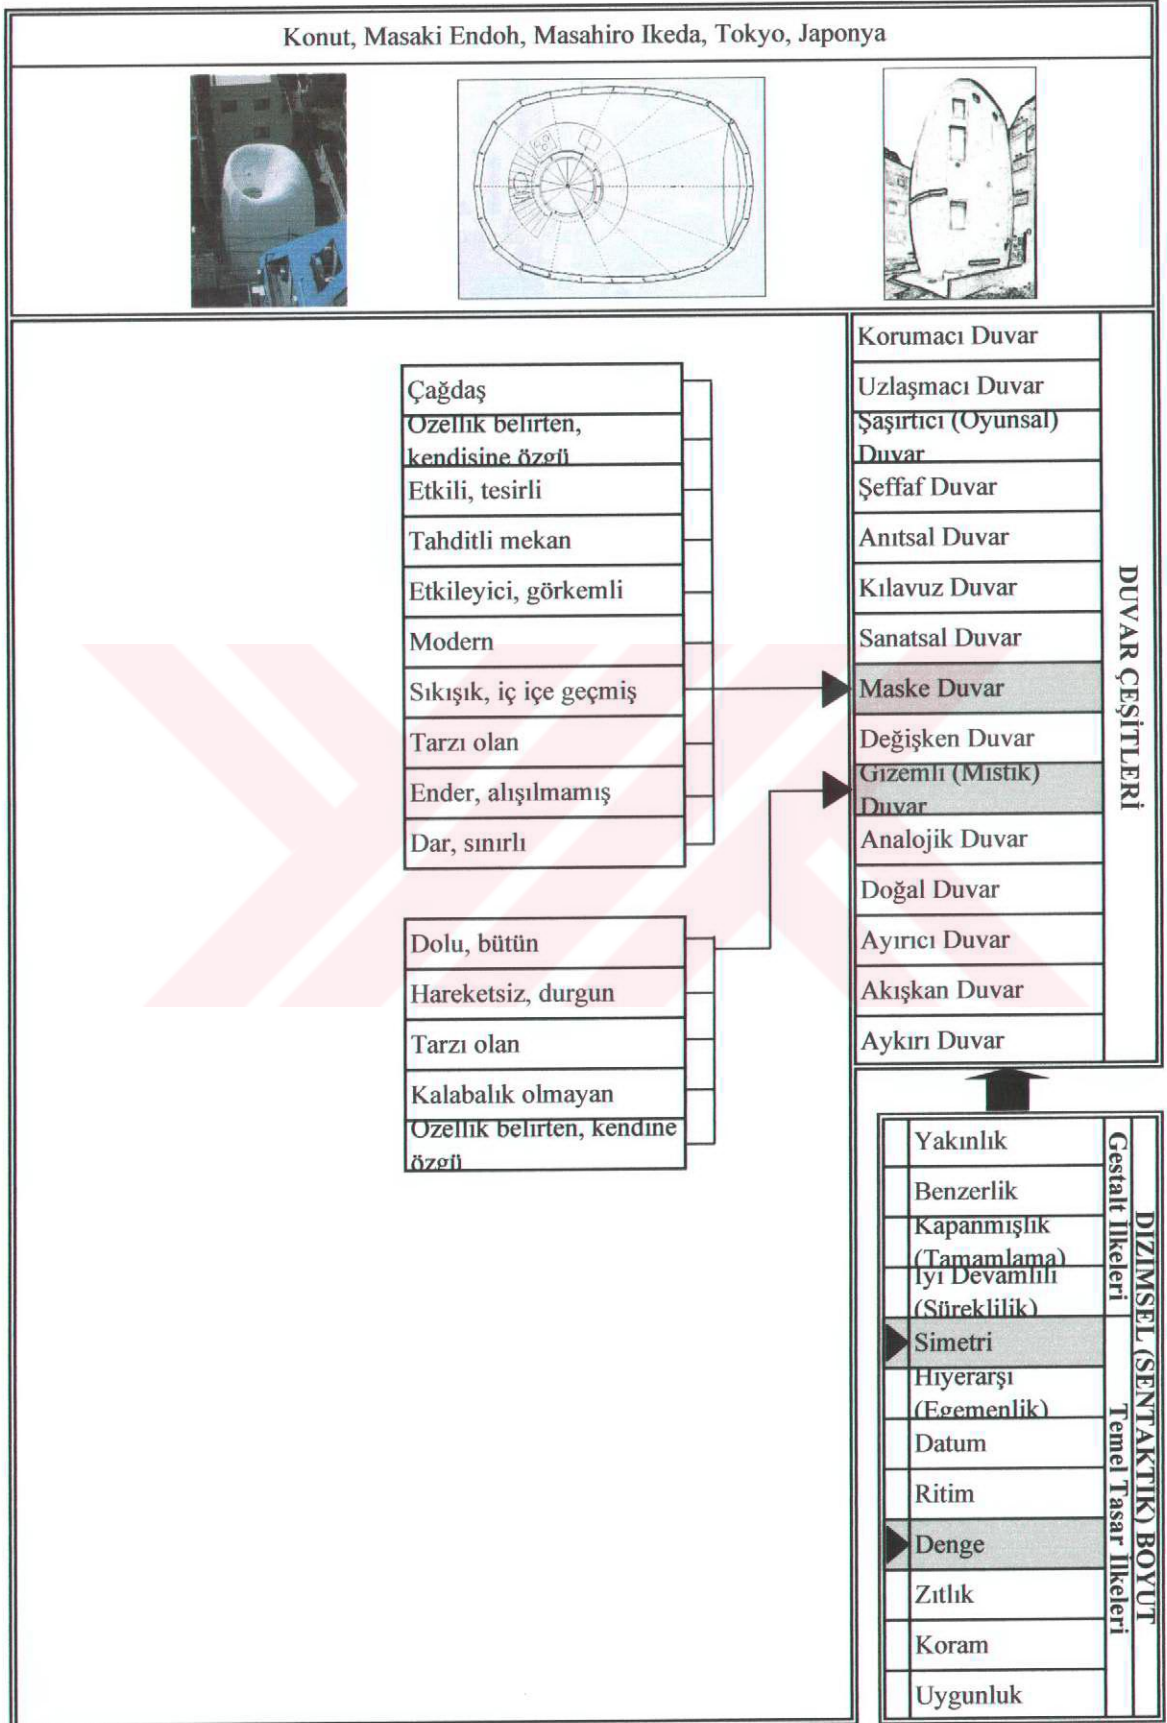 Konut, Masaki Endoh, Masahiro Ikeda, Tokyo, Japonya
Çağdaş
Özellik belirten,
kendisine özgü
Etkili, tesirli
Tahditli mekan
Etkileyici, görkemli
Modern
Sıkışık, iç içe geçmiş
Tarzı olan
Ender, alışılmamış
Dar, sınırlı
Dolu, bütün
Hareketsiz, durgun
Tarzı olan
Kalabalık olmayan
Özellik belirten, kendine
özgü
Korumacı Duvar
Uzlaşmacı Duvar
Şaşırtıcı (Oyunsal)
Duvar
Şeffaf Duvar
Anıtsal Duvar
Kılavuz Duvar
Sanatsal Duvar
Maske Duvar
Değişken Duvar
Gizemli (Mistik)
Duvar
Analojik Duvar
Doğal Duvar
Ayırıcı Duvar
Akışkan Duvar
Aykırı Duvar
DUVAR ÇEŞİTLERİ
Yakınlık
Benzerlik
Kapanmışlık
(Tamamlama)
İyi Devamlılı
(Süreklilik)
Simetri
Hiyerarşi
(Egemenlik)
Datum
Ritim
Denge
Zıtlık
Koram
Uygunluk
Gestalt İlkeleri
Temel Tasar İlkeleri
DİZİMSEL (SENTAKTİK) BOYUT